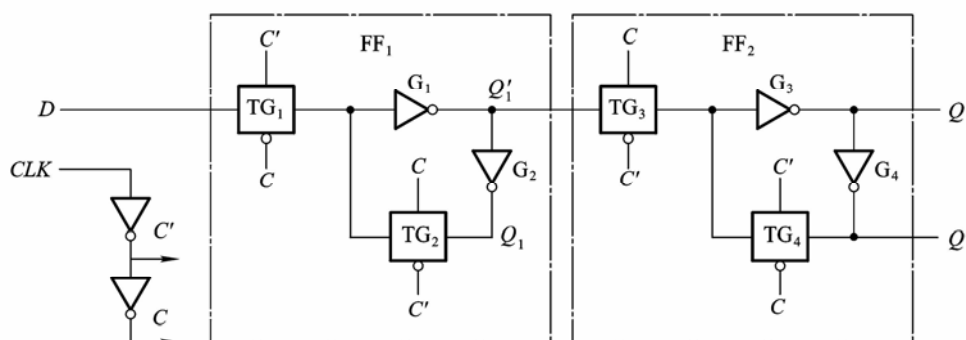 C' FF₁ C FF₂
G₁ Q₁' G₃
D TG₁ TG₃ Q
CLK C C G₂ C' C' G₄
C' TG₂ Q₁ TG₄ Q
C C' C